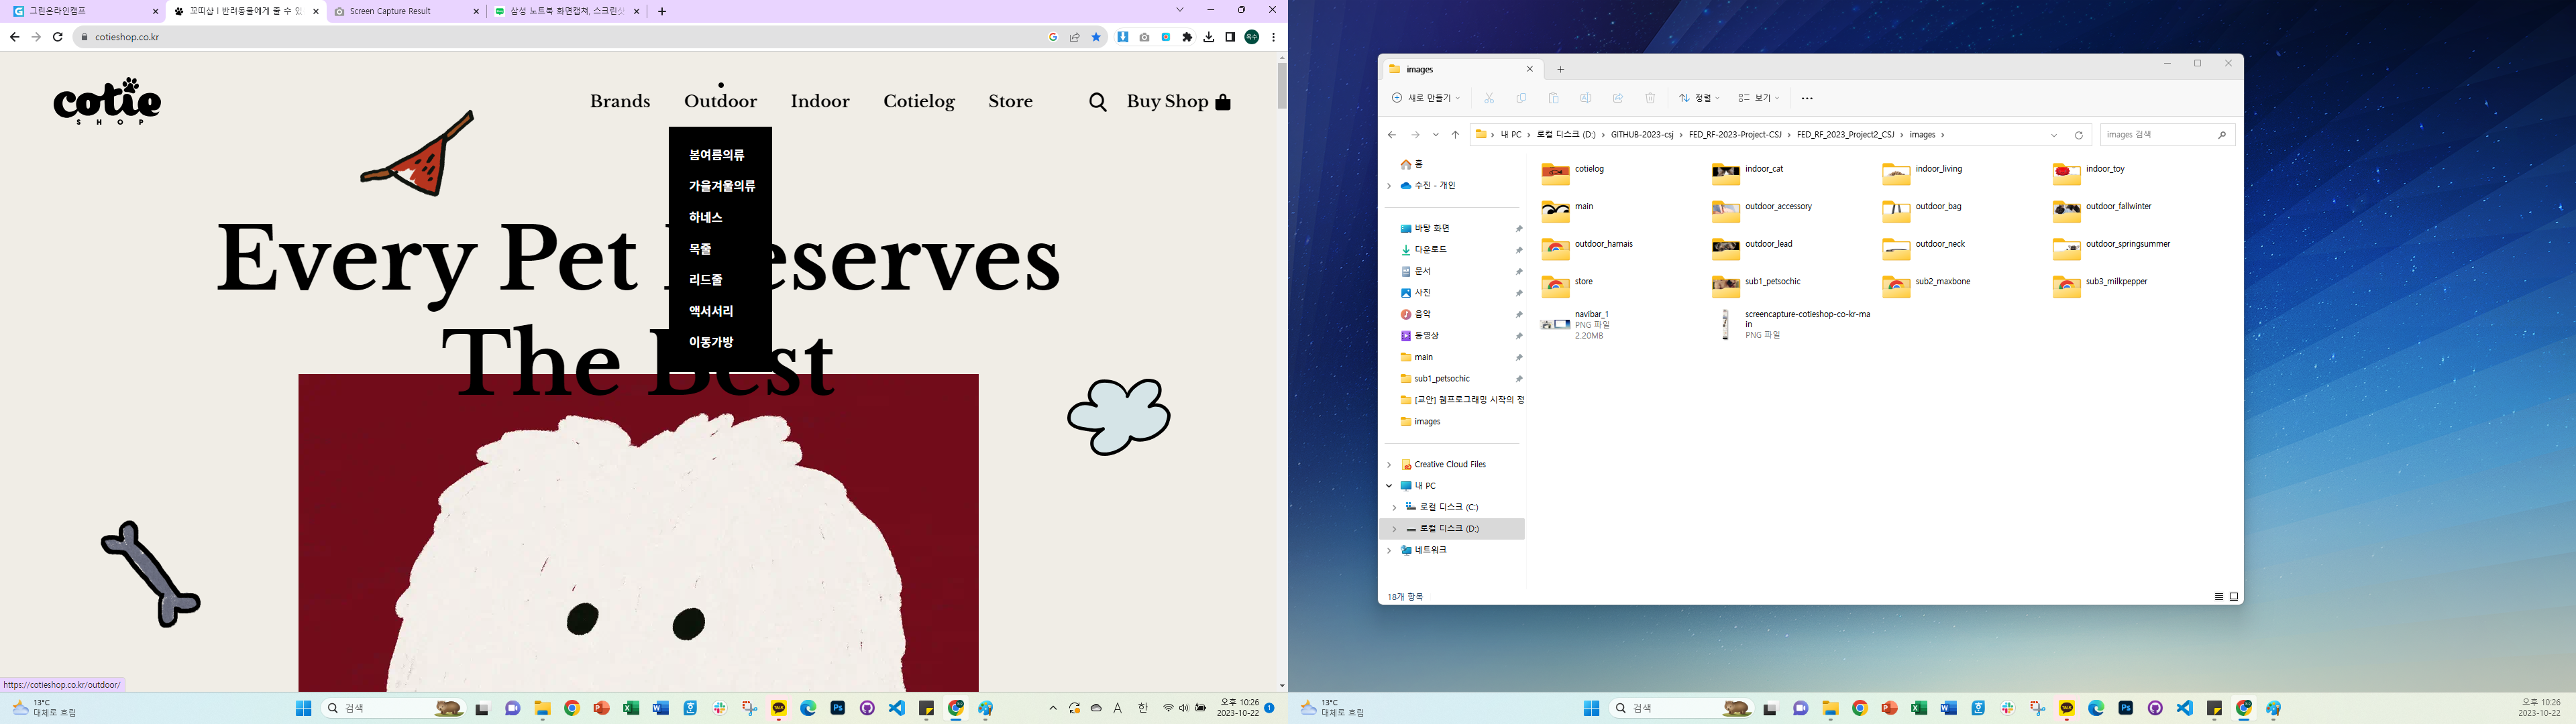 그린온라인캠프
꼬띠샵 | 반려동물에게 줄 수 있
Screen Capture Result
삼성 노트북 화면캡쳐, 스크린샷
cotieshop.co.kr
cotie
SHOP
Brands
Outdoor
Indoor
Cotielog
Store
Buy Shop
봄여름의류
가을겨울의류
하네스
목줄
리드줄
액서서리
이동가방
Every Pet Deserves
The Best
https://cotieshop.co.kr/outdoor/
13°C
대체로 흐림
검색
A
한
오후 10:26
2023-10-22
1
images
새로 만들기
정렬
보기
내 PC
로컬 디스크 (D:)
GITHUB-2023-csj
FED_RF-2023-Project-CSJ
FED_RF_2023_Project2_CSJ
images
images 검색
홈
수진 - 개인
바탕 화면
다운로드
문서
사진
음악
동영상
main
sub1_petsochic
[교안] 웹프로그래밍 시작의 정
images
Creative Cloud Files
내 PC
로컬 디스크 (C:)
로컬 디스크 (D:)
네트워크
cotielog
indoor_cat
indoor_living
indoor_toy
main
outdoor_accessory
outdoor_bag
outdoor_fallwinter
outdoor_harnais
outdoor_lead
outdoor_neck
outdoor_springsummer
store
sub1_petsochic
sub2_maxbone
sub3_milkpepper
navibar_1
PNG 파일
2.20MB
screencapture-cotieshop-co-kr-ma
in
PNG 파일
18개 항목
13°C
대체로 흐림
검색
오후 10:26
2023-10-22